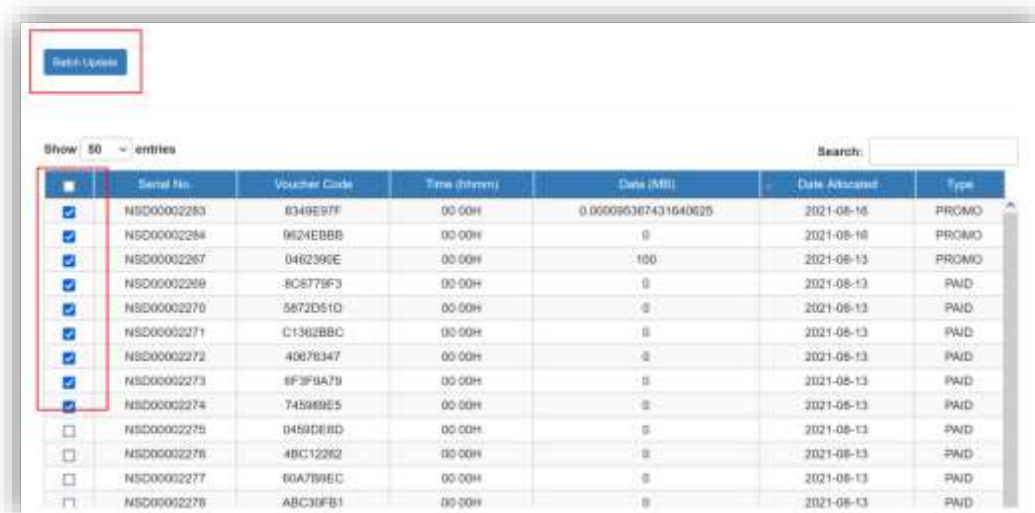 Batch Update
Show 50 entries
Search:
Serial No. Voucher Code Time (hhmm) Data (MB) Date Allocated Type
NSD00002283 8349E97F 00:00H 2021-08-16 PROMO
NSD00002284 9624EBBB 00:00H 0 2021-08-16 PROMO
NSD00002267 0462390E 00:00H 100 2021-08-13 PROMO
NSD00002269 8C6779F3 00:00H 0 2021-08-13 PAID
NSD00002270 5872D51D 00:00H 0 2021-08-13 PAID
NSD00002271 C1362BBC 00:00H 0 2021-08-13 PAID
NSD00002272 40676347 00:00H 0 2021-08-13 PAID
NSD00002273 00:00H 0 2021-08-13 PAID
NSD00002274 745989E5 00:00H 0 2021-08-13 PAID
NSD00002275 00:00H 0 2021-08-13 PAID
NSD00002276 4BC12262 00:00H 0 2021-08-13 PAID
NSD00002277 60A7B9EC 00:00H 0 2021-08-13 PAID
NSD00002278 ABC30FB1 00:00H 0 2021-08-13 PAID